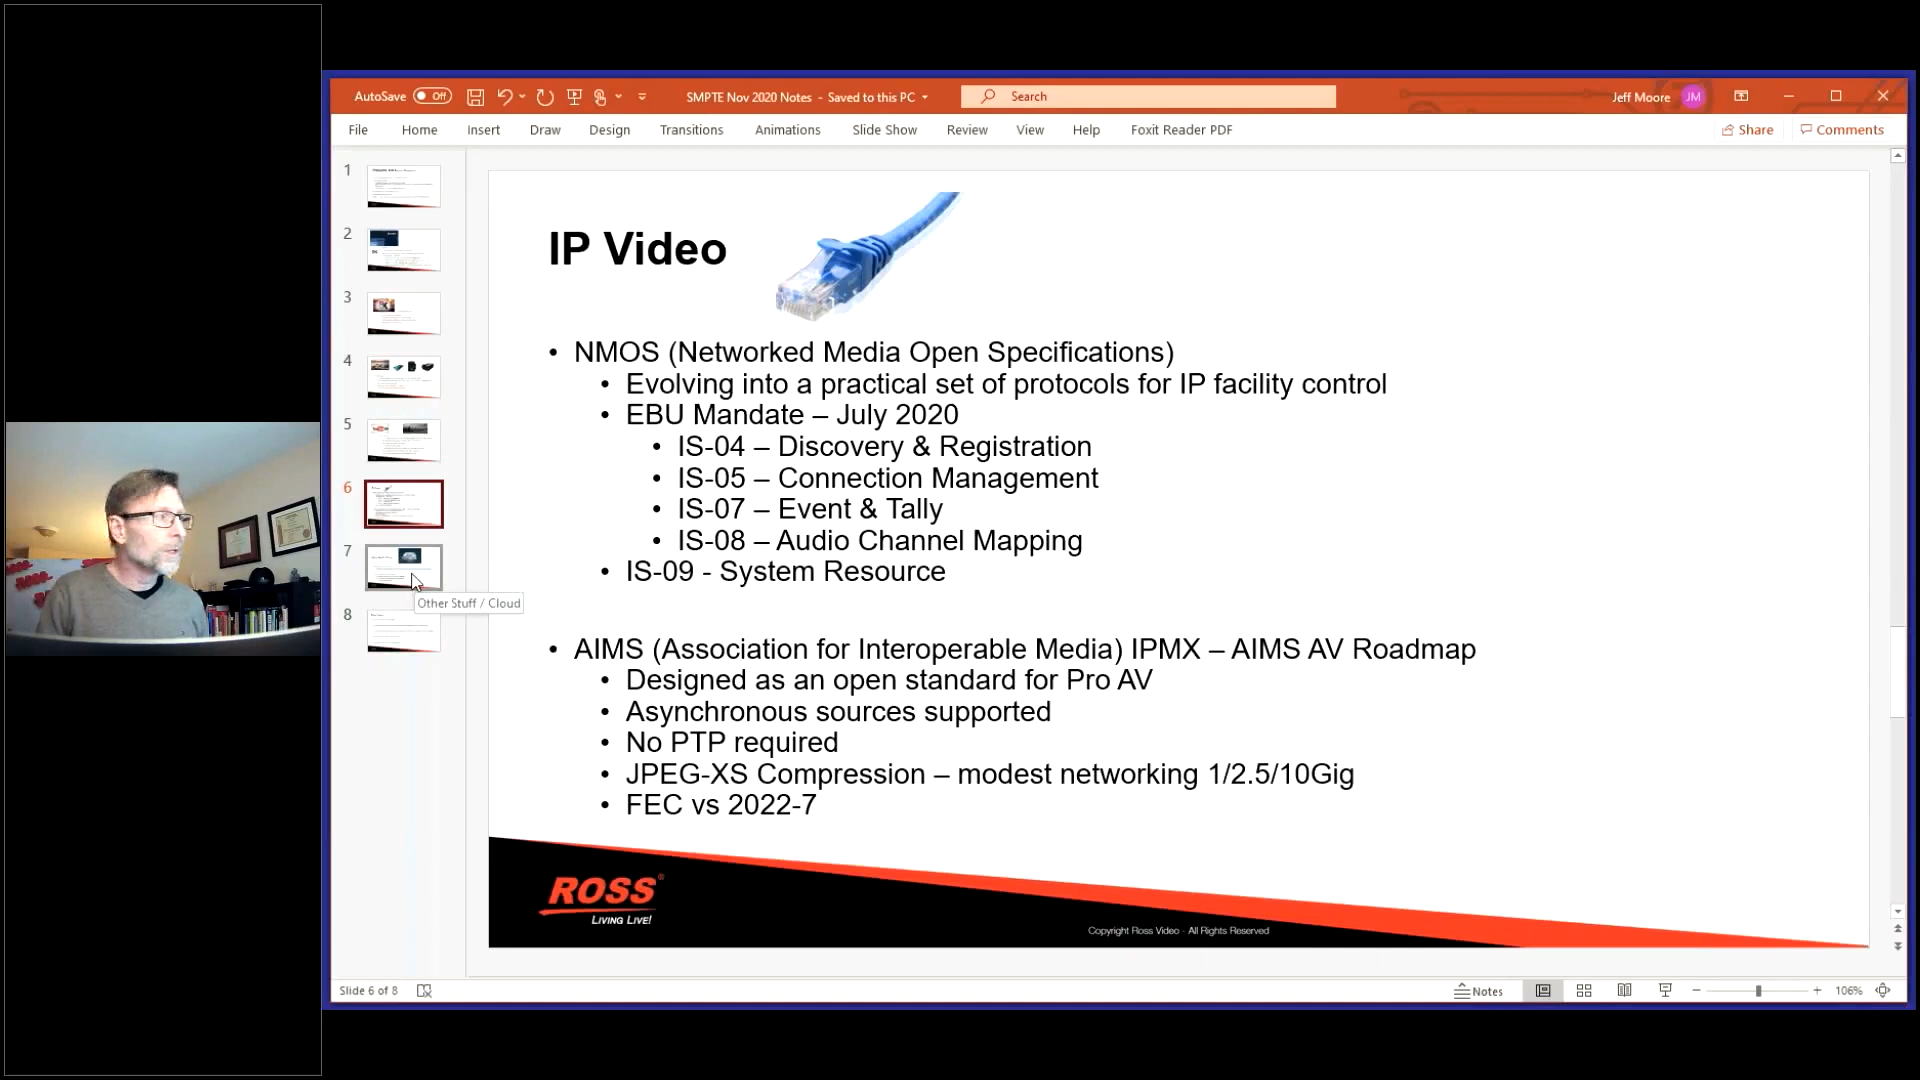 AutoSave Off
SMPTE Nov 2020 Notes - Saved to this PC
Search
Jeff Moore JM
File Home Insert Draw Design Transitions Animations Slide Show Review View Help Foxit Reader PDF Share Comments
1
2
3
4
5
6
7
Other Stuff / Cloud
8
IP Video
• NMOS (Networked Media Open Specifications)
• Evolving into a practical set of protocols for IP facility control
• EBU Mandate – July 2020
• IS-04 – Discovery & Registration
• IS-05 – Connection Management
• IS-07 – Event & Tally
• IS-08 – Audio Channel Mapping
• IS-09 - System Resource
• AIMS (Association for Interoperable Media) IPMX – AIMS AV Roadmap
• Designed as an open standard for Pro AV
• Asynchronous sources supported
• No PTP required
• JPEG-XS Compression – modest networking 1/2.5/10Gig
• FEC vs 2022-7
ROSS®
LIVING LIVE!
Copyright Ross Video - All Rights Reserved
Slide 6 of 8
Notes
106%